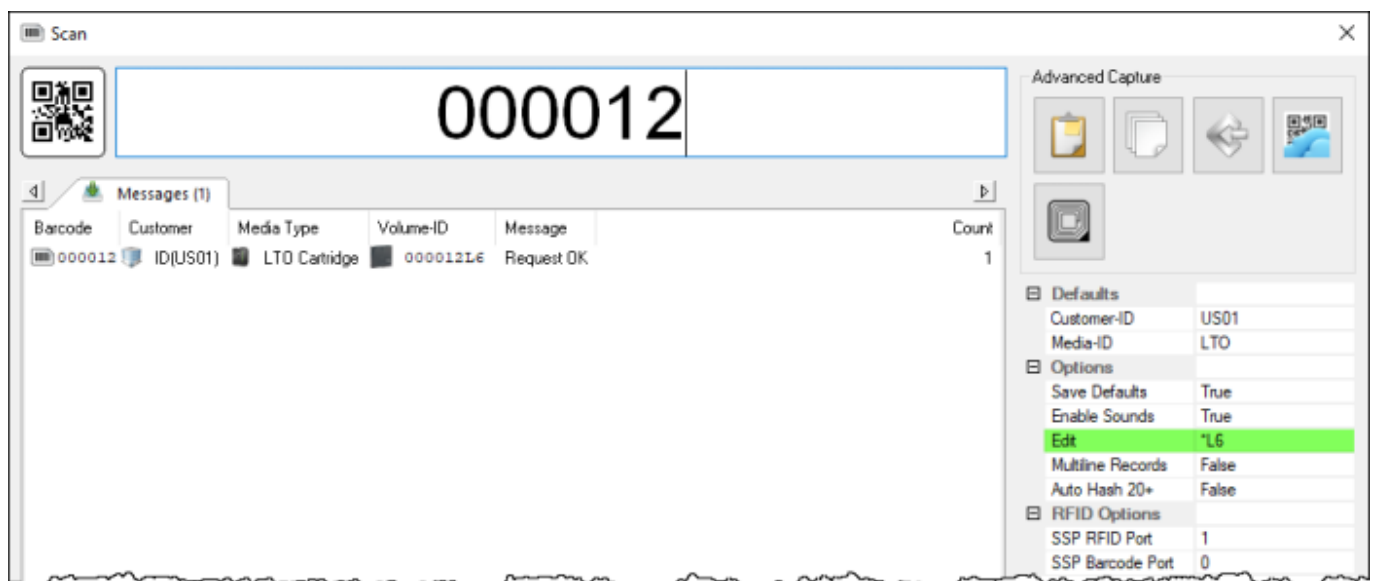 Scan
000012
Advanced Capture
Messages (1)
Barcode Customer Media Type Volume-ID Message Count
000012 ID(US01) LTO Cartridge 000012L6 Request OK 1
Defaults
Customer-ID US01
Media-ID LTO
Options
Save Defaults True
Enable Sounds True
Edit *L6
Multiline Records False
Auto Hash 20+ False
RFID Options
SSP RFID Port 1
SSP Barcode Port 0